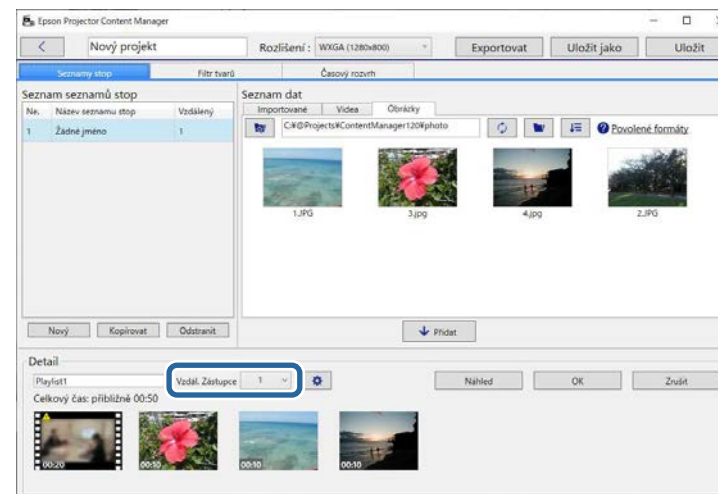 Epson Projector Content Manager
Nový projekt Rozlišení : WXGA (1280x800) Exportovat Uložit jako Uložit
Seznamy stop Filtr tvarů Časový rozvrh
Seznam seznamů stop
Ne. Název seznamu stop Vzdálený
1 Žádné jméno 1
Seznam dat
Importované Videa Obrázky
C:¥@Projects¥ContentManager120¥photo ? Povolené formáty
1.JPG 3.jpg 4.jpg 2.JPG
Nový Kopírovat Odstranit
Přidat
Detail
Playlist1 Vzdál. Zástupce 1 Náhled OK Zrušit
Celkový čas: přibližně 00:50
00:20 00:10 00:10 00:10